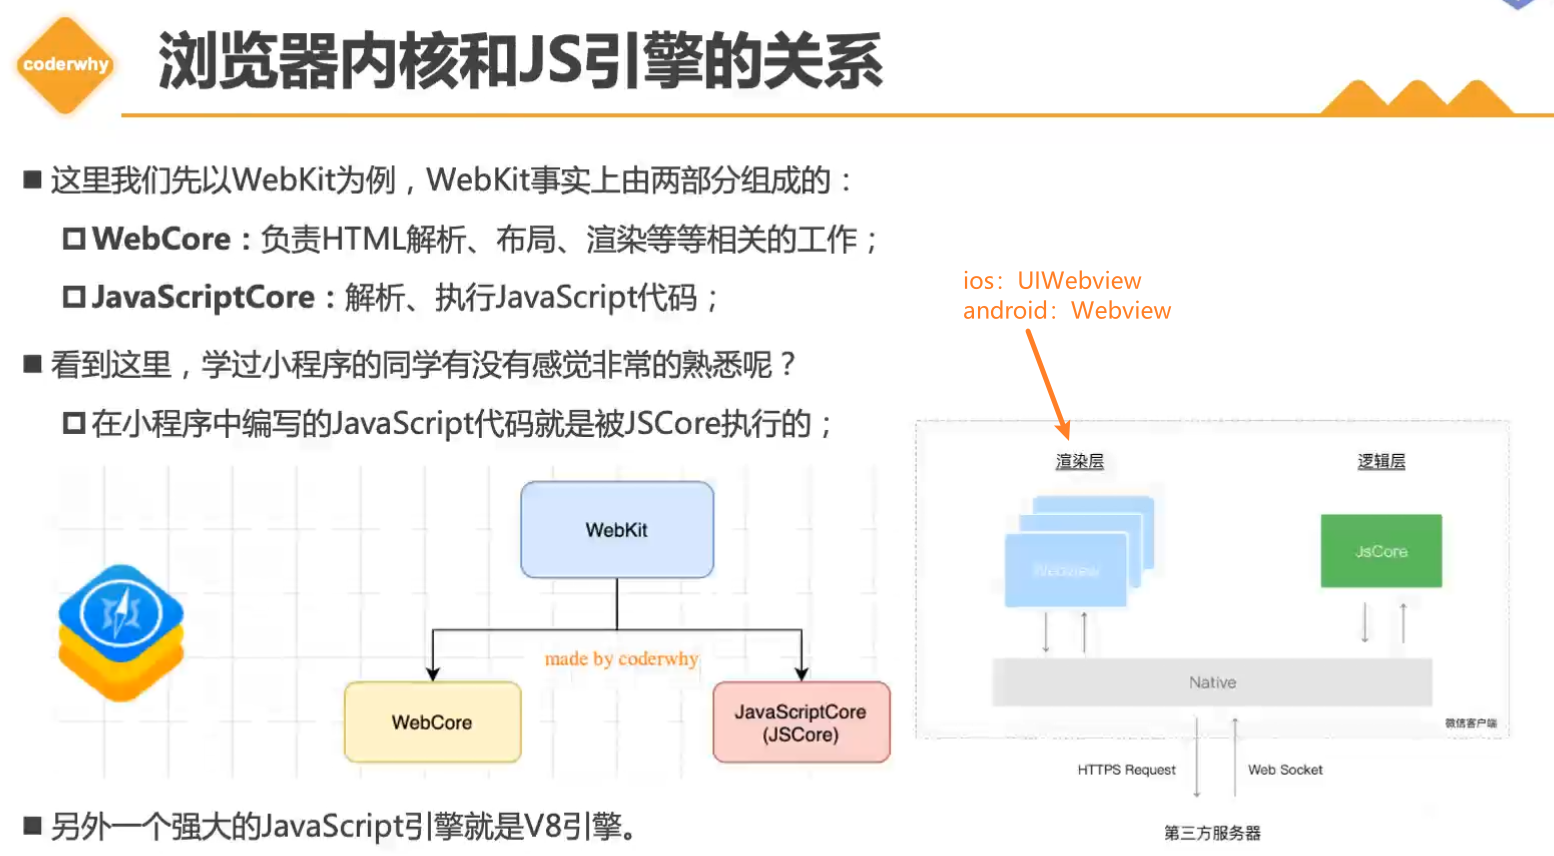 coderwhy
浏览器内核和JS引擎的关系
这里我们先以WebKit为例，WebKit事实上由两部分组成的：
WebCore：负责HTML解析、布局、渲染等等相关的工作；
JavaScriptCore：解析、执行JavaScript代码；
看到这里，学过小程序的同学有没有感觉非常的熟悉呢？
在小程序中编写的JavaScript代码就是被JSCore执行的；
WebKit
made by coderwhy
WebCore
JavaScriptCore
(JSCore)
ios：UIWebview
android：Webview
渲染层
逻辑层
Webview
JsCore
Native
微信客户端
HTTPS Request
Web Socket
第三方服务器
另外一个强大的JavaScript引擎就是V8引擎。